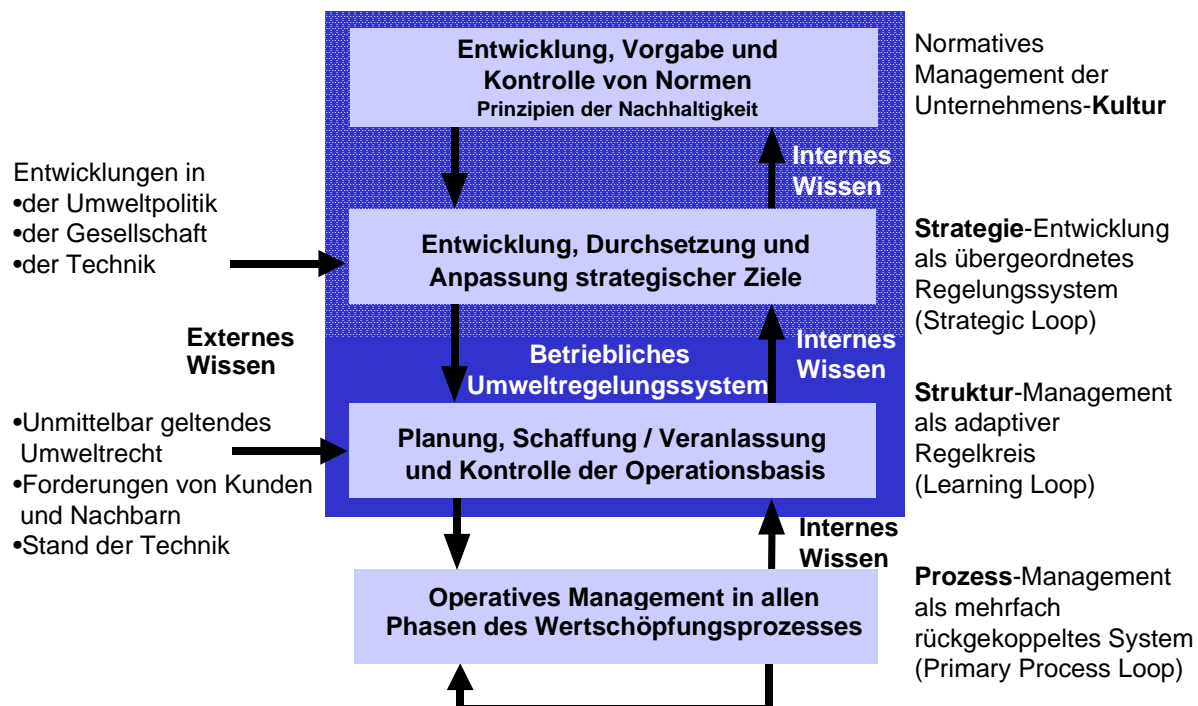 Entwicklung, Vorgabe und
Kontrolle von Normen
Prinzipien der Nachhaltigkeit
Normatives
Management der
Unternehmens-Kultur
Internes
Wissen
Entwicklungen in
•der Umweltpolitik
•der Gesellschaft
•der Technik
Entwicklung, Durchsetzung und
Anpassung strategischer Ziele
Strategie-Entwicklung
als übergeordnetes
Regelungssystem
(Strategic Loop)
Externes
Wissen
Betriebliches
Umweltregelungssystem
Internes
Wissen
•Unmittelbar geltendes
Umweltrecht
•Forderungen von Kunden
und Nachbarn
•Stand der Technik
Planung, Schaffung / Veranlassung
und Kontrolle der Operationsbasis
Struktur-Management
als adaptiver
Regelkreis
(Learning Loop)
Internes
Wissen
Operatives Management in allen
Phasen des Wertschöpfungsprozesses
Prozess-Management
als mehrfach
rückgekoppeltes System
(Primary Process Loop)